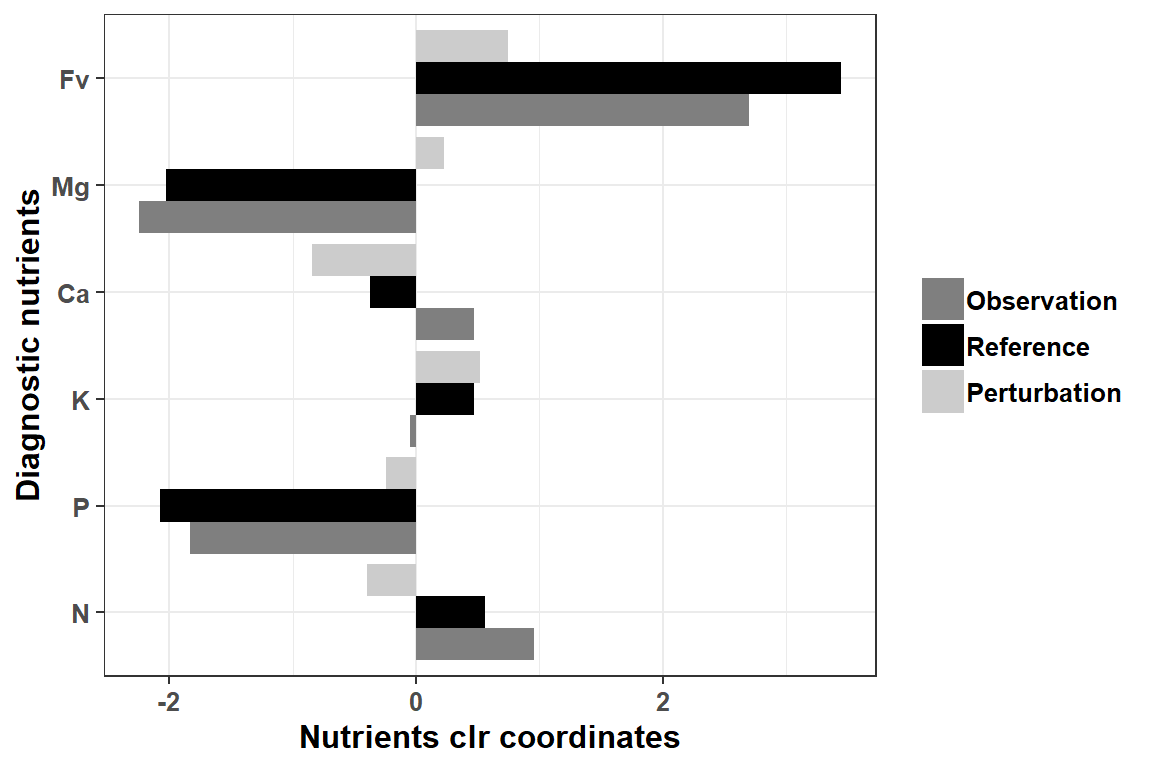 Diagnostic nutrients
Fv
Mg
Ca
K
P
N
-2
0
2
Nutrients clr coordinates
Observation
Reference
Perturbation